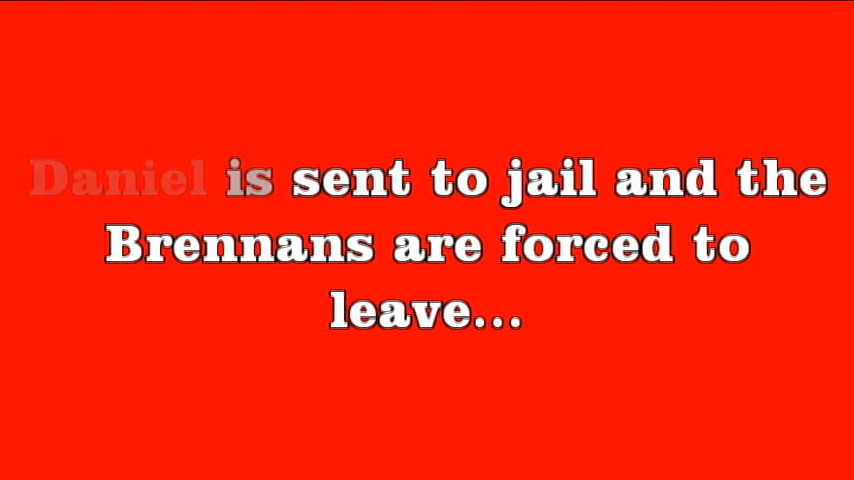 Daniel is sent to jail and the
Brennans are forced to
leave...